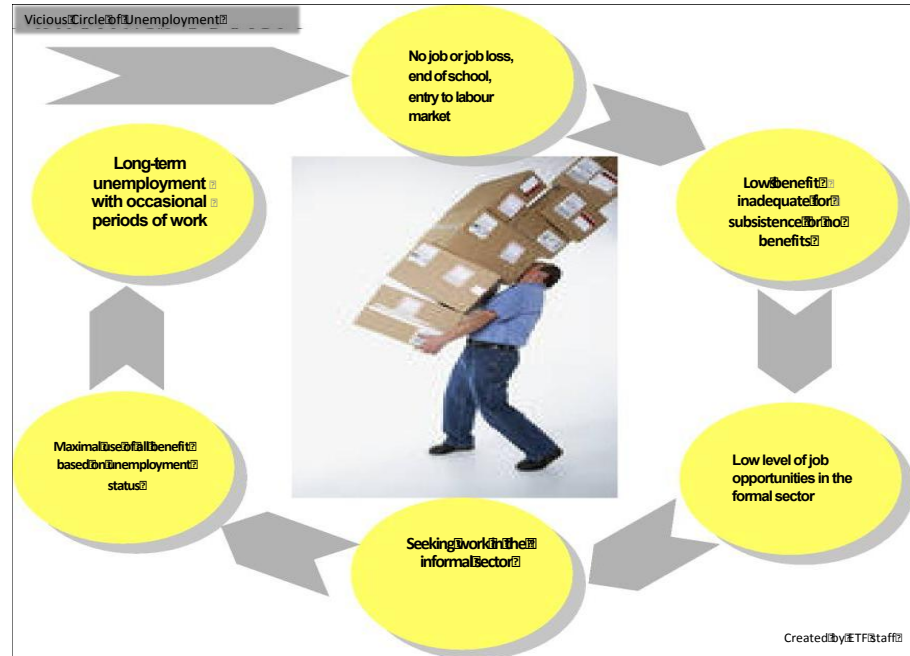 Vicious Circle of Unemployment
No job or job loss,
end of school,
entry to labour
market
Low benefit
inadequate for
subsistence or no
benefits
Low level of job
opportunities in the
formal sector
Seeking work in the
informal sector
Maximal use of all benefit
based on unemployment
status
Long-term
unemployment
with occasional
periods of work
Created by ETF staff